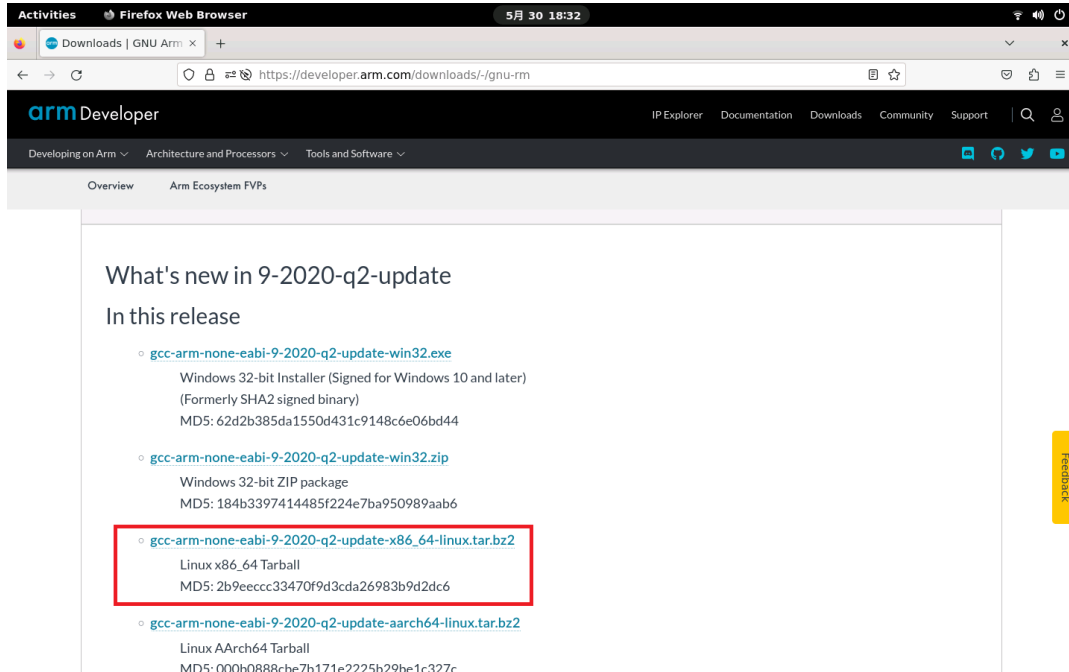 Activities Firefox Web Browser 5月 30 18:32
Downloads | GNU Arm
https://developer.arm.com/downloads/-/gnu-rm
arm Developer IP Explorer Documentation Downloads Community Support
Developing on Arm Architecture and Processors Tools and Software
Overview Arm Ecosystem FVPs
What's new in 9-2020-q2-update
In this release
gcc-arm-none-eabi-9-2020-q2-update-win32.exe
Windows 32-bit Installer (Signed for Windows 10 and later)
(Formerly SHA2 signed binary)
MD5: 62d2b385da1550d431c9148c6e06bd44
gcc-arm-none-eabi-9-2020-q2-update-win32.zip
Windows 32-bit ZIP package
MD5: 184b3397414485f224e7ba950989aab6
Feedback
gcc-arm-none-eabi-9-2020-q2-update-x86_64-linux.tar.bz2
Linux x86_64 Tarball
MD5: 2b9eeccc33470f9d3cda26983b9d2dc6
gcc-arm-none-eabi-9-2020-q2-update-aarch64-linux.tar.bz2
Linux AArch64 Tarball
MD5: 000b0888cbe7b171e2225b29be1c327c